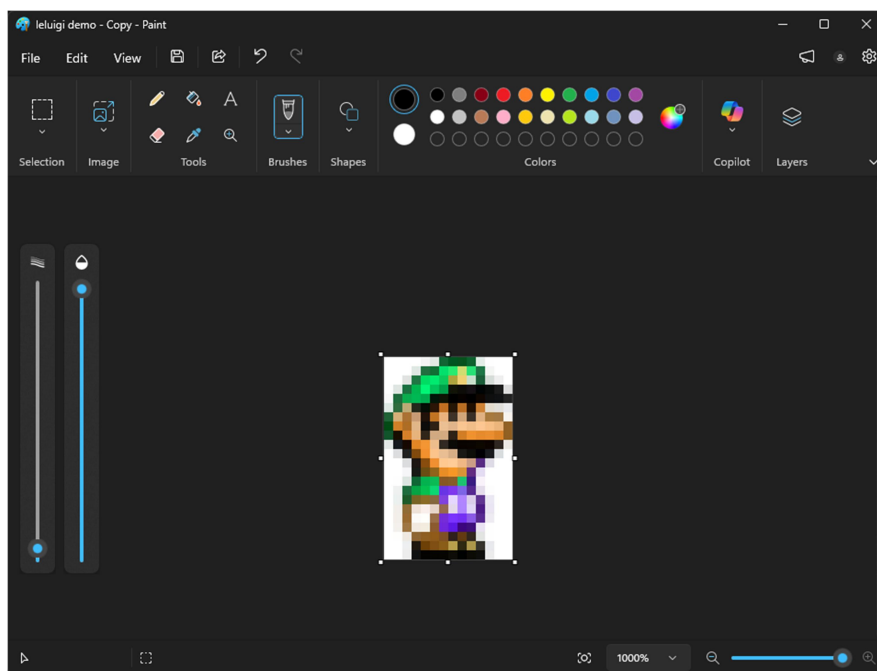 leluigi demo - Copy - Paint
File Edit View
Selection Image Tools Brushes Shapes Colors Copilot Layers
1000%